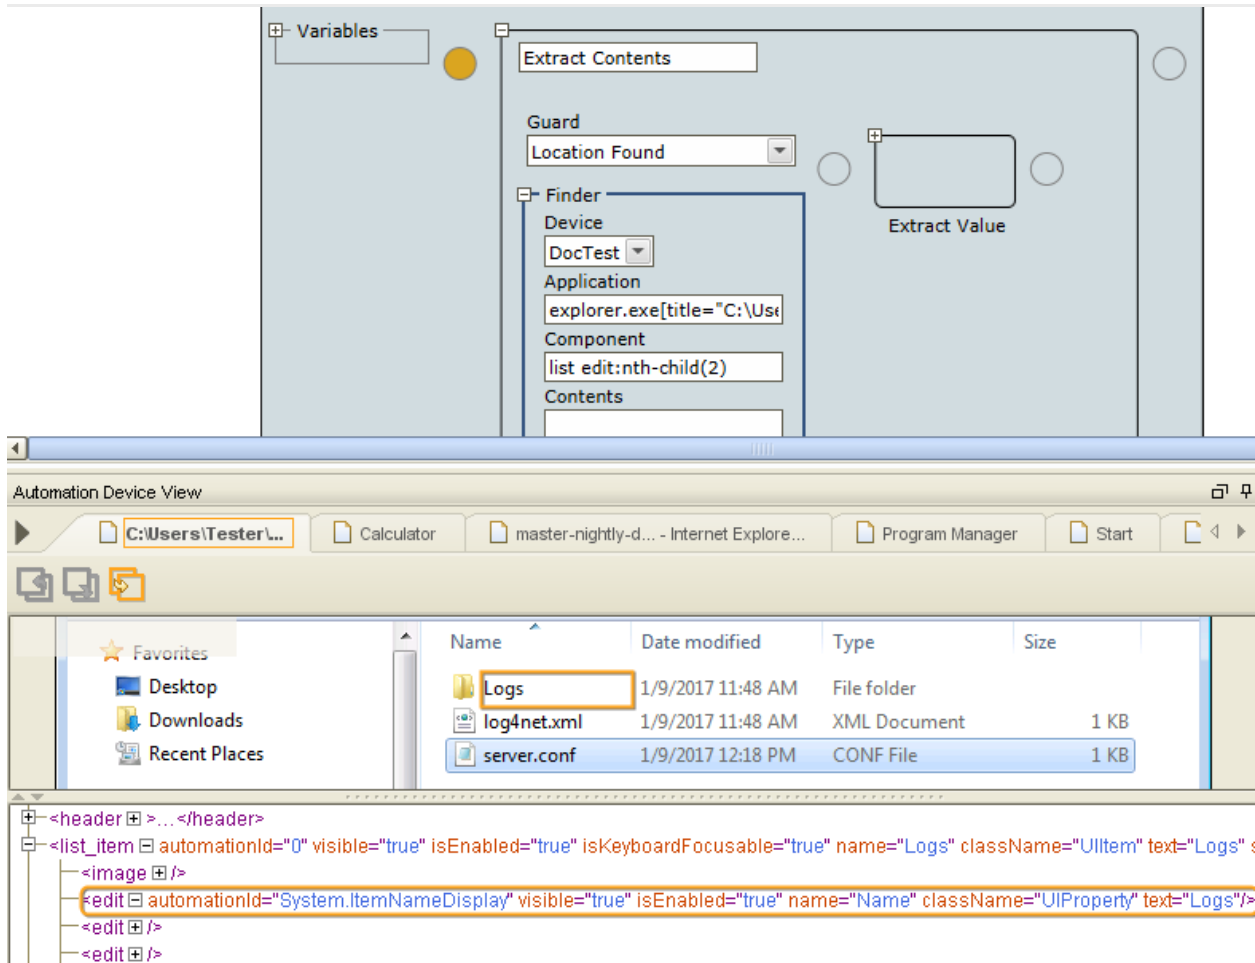 Variables
Extract Contents
Guard
Location Found
Finder
Device
DocTest
Application
explorer.exe[title="C:\Use
Component
list edit:nth-child(2)
Contents
Extract Value
Automation Device View
C:\Users\Tester\... Calculator master-nightly-d... - Internet Explore... Program Manager Start
Favorites
Desktop
Downloads
Recent Places
Name Date modified Type Size
Logs 1/9/2017 11:48 AM File folder
log4net.xml 1/9/2017 11:48 AM XML Document 1 KB
server.conf 1/9/2017 12:18 PM CONF File 1 KB
<header >...</header>
<list_item automationId="0" visible="true" isEnabled="true" isKeyboardFocusable="true" name="Logs" className="UIItem" text="Logs" s
<image />
<edit automationId="System.ItemNameDisplay" visible="true" isEnabled="true" name="Name" className="UIProperty" text="Logs"/>
<edit />
<edit />